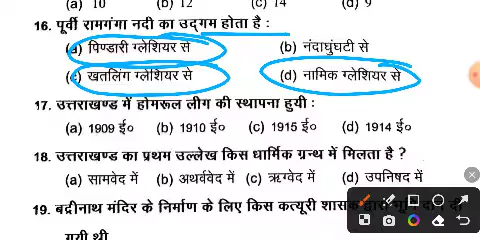 (a) 10 (b) 12 (c) 14 (d) 9
16. पूर्वी रामगंगा नदी का उद्‌गम होता है :
(a) पिण्डारी ग्लेशियर से (b) नंदाघुंघटी से
(c) खतलिंग ग्लेशियर से (d) नामिक ग्लेशियर से
17. उत्तराखण्ड में होमरूल लीग की स्थापना हुयी :
(a) 1909 ई० (b) 1910 ई० (c) 1915 ई० (d) 1914 ई०
18. उत्तराखण्ड का प्रथम उल्लेख किस धार्मिक ग्रन्थ में मिलता है ?
(a) सामवेद में (b) अथर्ववेद में (c) ऋग्वेद में (d) उपनिषद में
19. बद्रीनाथ मंदिर के निर्माण के लिए किस कत्यूरी शासक
गयी थी